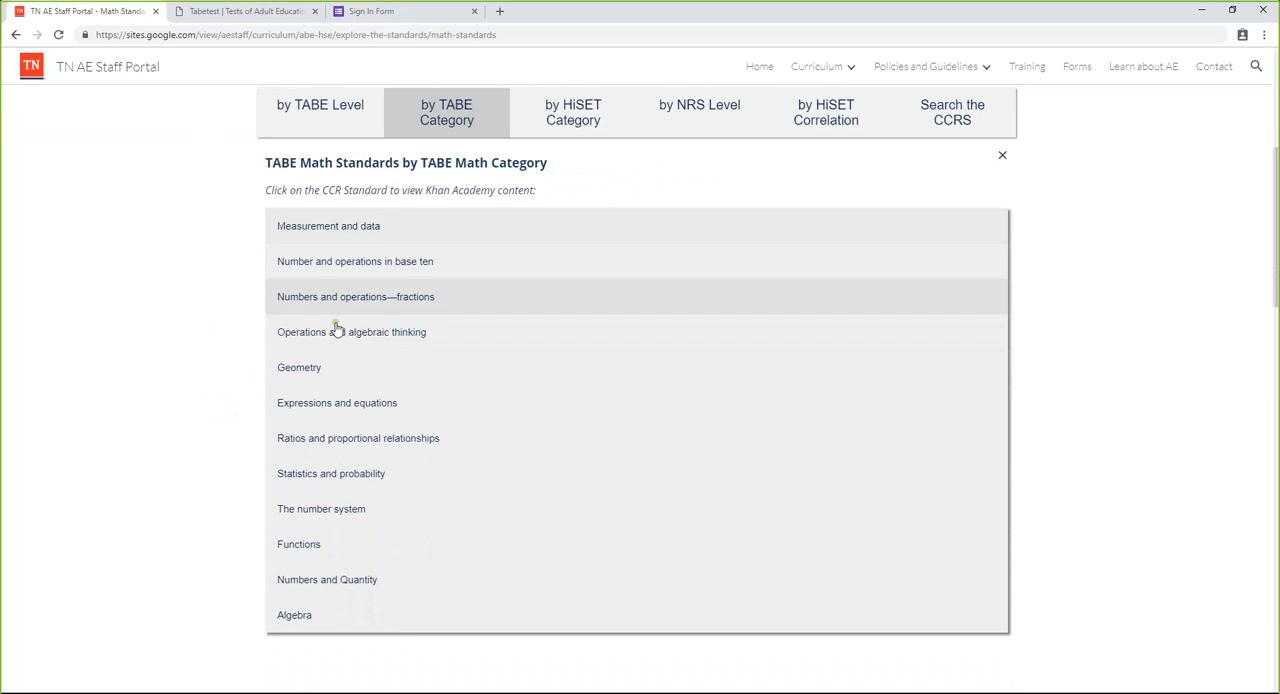 TN AE Staff Portal - Math Standa
Tabetest | Tests of Adult Educatio
Sign In Form
https://sites.google.com/view/aestaff/curriculum/abe-hse/explore-the-standards/math-standards
TN
TN AE Staff Portal
Home
Curriculum
Policies and Guidelines
Training
Forms
Learn about AE
Contact
by TABE Level
by TABE
Category
by HiSET
Category
by NRS Level
by HiSET
Correlation
Search the
CCRS
TABE Math Standards by TABE Math Category
Click on the CCR Standard to view Khan Academy content:
Measurement and data
Number and operations in base ten
Numbers and operations—fractions
Operations and algebraic thinking
Geometry
Expressions and equations
Ratios and proportional relationships
Statistics and probability
The number system
Functions
Numbers and Quantity
Algebra